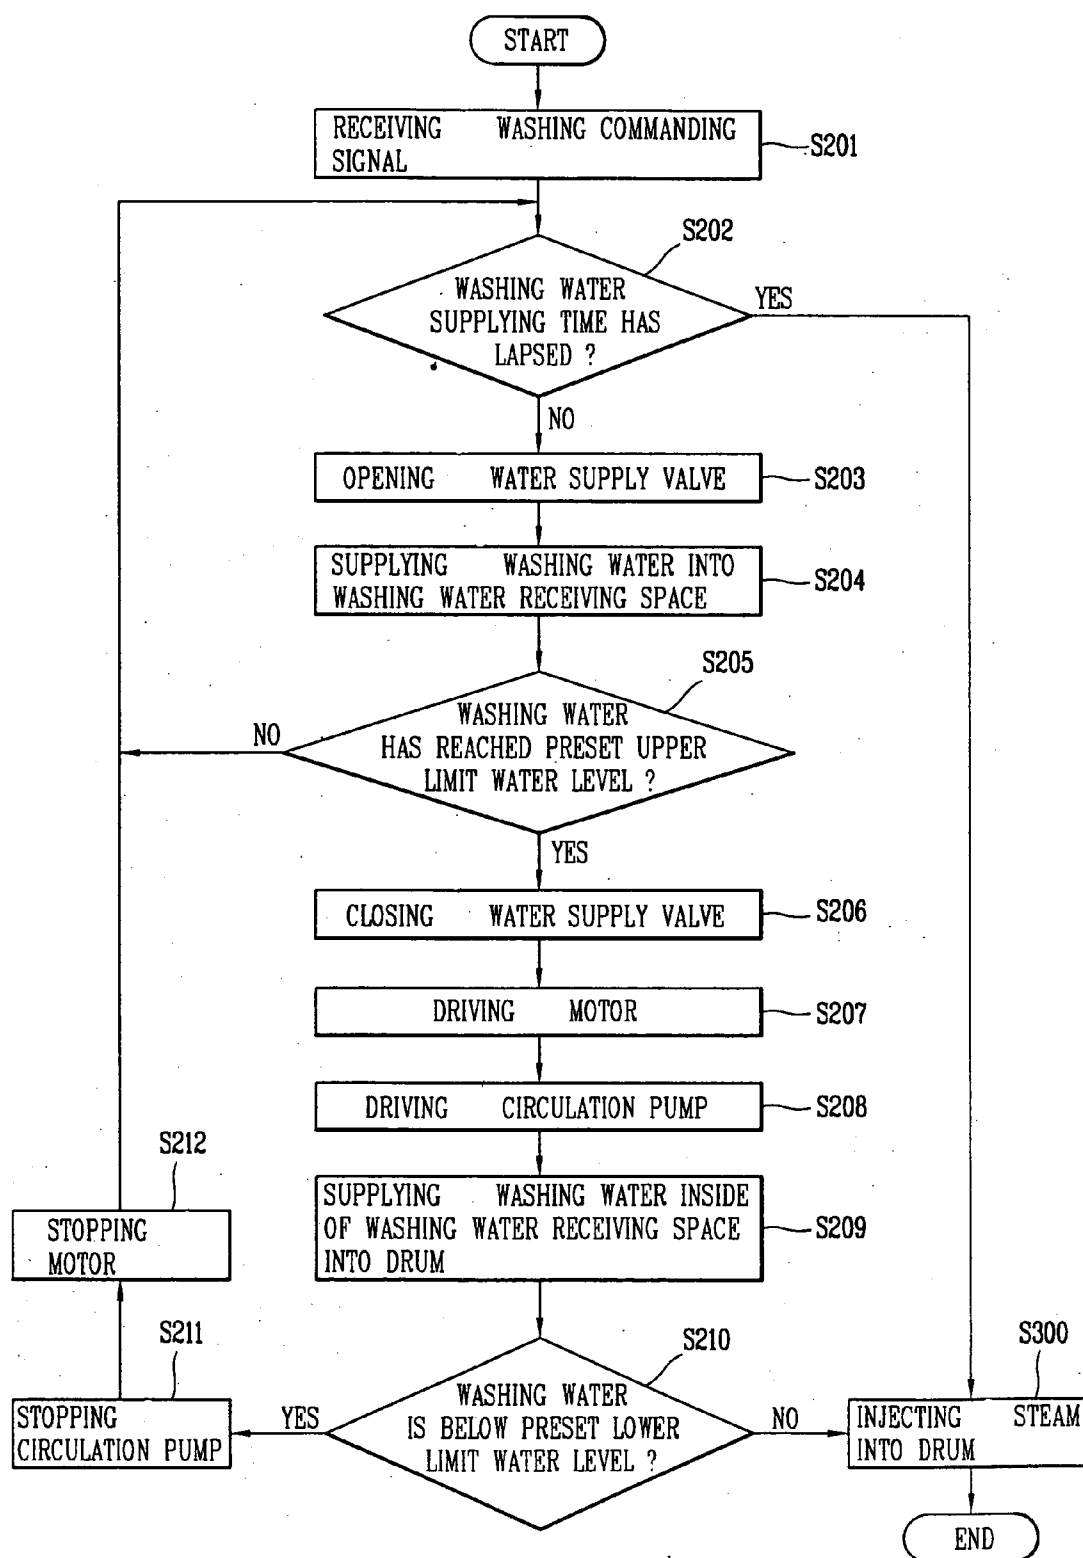 START
RECEIVING WASHING COMMANDING
SIGNAL
S201
S202
WASHING WATER
SUPPLYING TIME HAS
LAPSED ?
YES
NO
OPENING WATER SUPPLY VALVE
S203
SUPPLYING WASHING WATER INTO
WASHING WATER RECEIVING SPACE
S204
S205
WASHING WATER
HAS REACHED PRESET UPPER
LIMIT WATER LEVEL ?
NO
YES
CLOSING WATER SUPPLY VALVE
S206
DRIVING MOTOR
S207
DRIVING CIRCULATION PUMP
S208
SUPPLYING WASHING WATER INSIDE
OF WASHING WATER RECEIVING SPACE
INTO DRUM
S209
S212
STOPPING
MOTOR
S211
STOPPING
CIRCULATION PUMP
S210
WASHING WATER
IS BELOW PRESET LOWER
LIMIT WATER LEVEL ?
YES
NO
S300
INJECTING STEAM
INTO DRUM
END